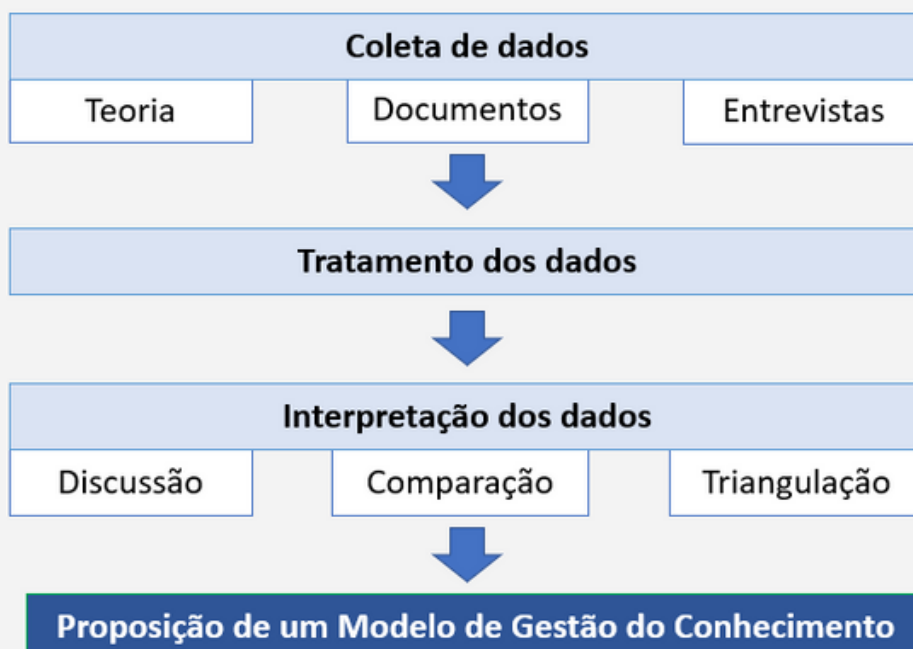 Coleta de dados
Teoria
Documentos
Entrevistas
Tratamento dos dados
Interpretação dos dados
Discussão
Comparação
Triangulação
Proposição de um Modelo de Gestão do Conhecimento